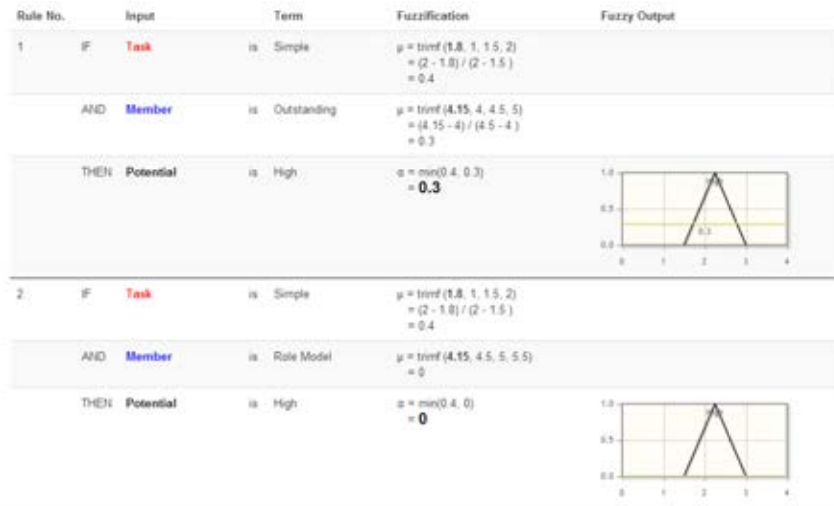 Rule No. Input Term Fuzzification Fuzzy Output
1 IF Task is Simple μ = trimf (1.8, 1, 1.5, 2)
= (2 - 1.8) / (2 - 1.5 )
= 0.4
AND Member is Outstanding μ = trimf (4.15, 4, 4.5, 5)
= (4.15 - 4) / (4.5 - 4 )
= 0.3
THEN Potential is High α = min(0.4, 0.3)
= 0.3
1.0
0.5
0.3
0.0
0 1 2 3 4
2 IF Task is Simple μ = trimf (1.8, 1, 1.5, 2)
= (2 - 1.8) / (2 - 1.5 )
= 0.4
AND Member is Role Model μ = trimf (4.15, 4.5, 5, 5.5)
= 0
THEN Potential is High α = min(0.4, 0)
= 0
1.0
0.5
0.0
0 1 2 3 4